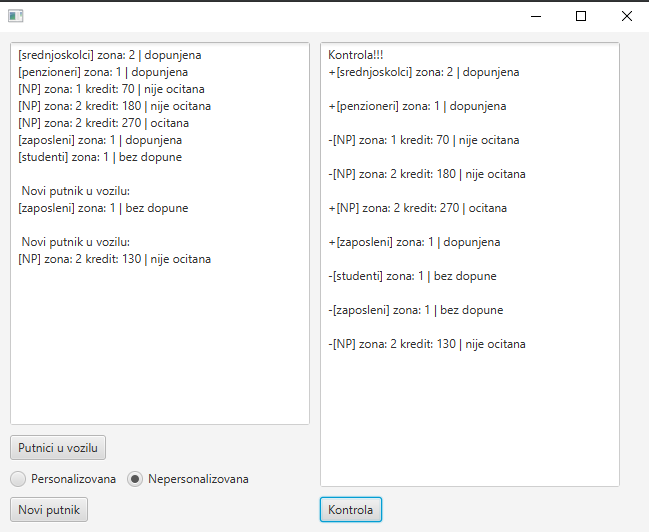 [srednjoskolci] zona: 2 | dopunjena
[penzioneri] zona: 1 | dopunjena
[NP] zona: 1 kredit: 70 | nije ocitana
[NP] zona: 2 kredit: 180 | nije ocitana
[NP] zona: 2 kredit: 270 | ocitana
[zaposleni] zona: 1 | dopunjena
[studenti] zona: 1 | bez dopune
Novi putnik u vozilu:
[zaposleni] zona: 1 | bez dopune
Novi putnik u vozilu:
[NP] zona: 2 kredit: 130 | nije ocitana
Putnici u vozilu
Personalizovana
Nepersonalizovana
Novi putnik
Kontrola!!!
+[srednjoskolci] zona: 2 | dopunjena
+[penzioneri] zona: 1 | dopunjena
-[NP] zona: 1 kredit: 70 | nije ocitana
-[NP] zona: 2 kredit: 180 | nije ocitana
+[NP] zona: 2 kredit: 270 | ocitana
+[zaposleni] zona: 1 | dopunjena
-[studenti] zona: 1 | bez dopune
-[zaposleni] zona: 1 | bez dopune
-[NP] zona: 2 kredit: 130 | nije ocitana
Kontrola